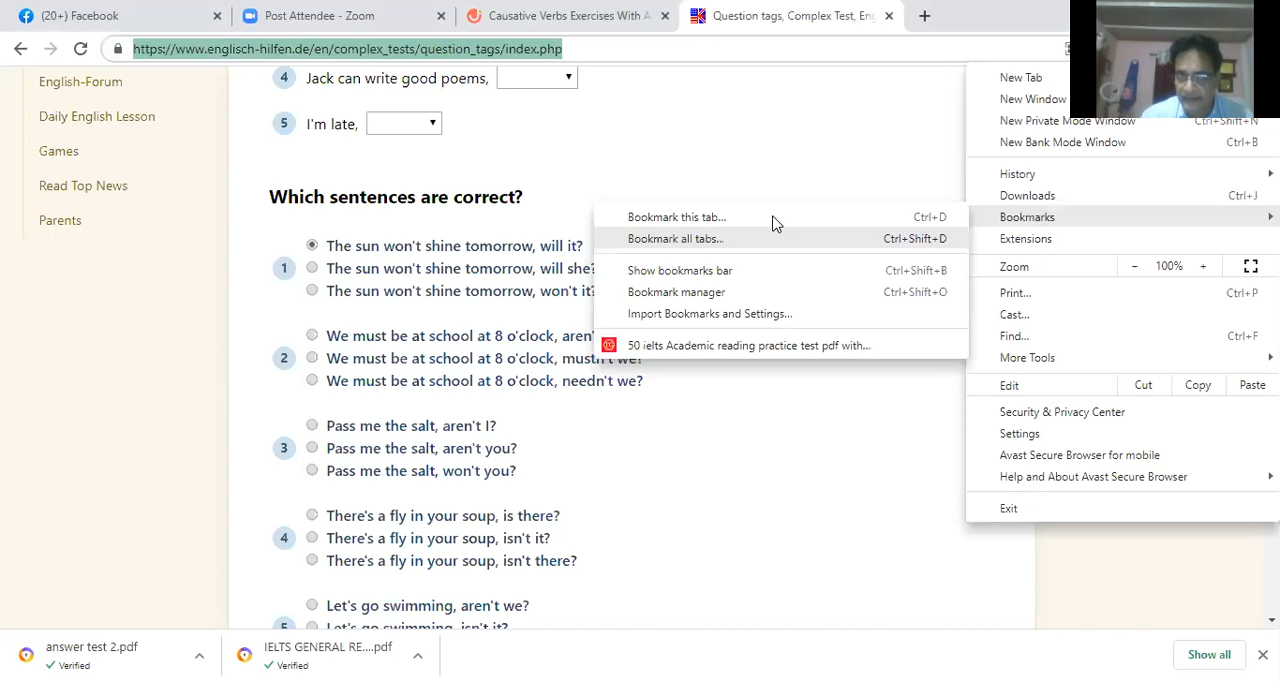 (20+) Facebook
Post Attendee - Zoom
Causative Verbs Exercises With A
Question tags, Complex Test, En
https://www.englisch-hilfen.de/en/complex_tests/question_tags/index.php
English-Forum
Daily English Lesson
Games
Read Top News
Parents
4 Jack can write good poems,
5 I'm late,
Which sentences are correct?
1
The sun won't shine tomorrow, will it?
The sun won't shine tomorrow, will she?
The sun won't shine tomorrow, won't it?
2
We must be at school at 8 o'clock, aren'
We must be at school at 8 o'clock, mustn't we?
We must be at school at 8 o'clock, needn't we?
3
Pass me the salt, aren't I?
Pass me the salt, aren't you?
Pass me the salt, won't you?
4
There's a fly in your soup, is there?
There's a fly in your soup, isn't it?
There's a fly in your soup, isn't there?
5
Let's go swimming, aren't we?
Let's go swimming, isn't it?
Bookmark this tab... Ctrl+D
Bookmark all tabs... Ctrl+Shift+D
Show bookmarks bar Ctrl+Shift+B
Bookmark manager Ctrl+Shift+O
Import Bookmarks and Settings...
50 ielts Academic reading practice test pdf with...
New Tab
New Window
New Private Mode Window Ctrl+Shift+N
New Bank Mode Window Ctrl+B
History
Downloads Ctrl+J
Bookmarks
Extensions
Zoom − 100% +
Print... Ctrl+P
Cast...
Find... Ctrl+F
More Tools
Edit Cut Copy Paste
Security & Privacy Center
Settings
Avast Secure Browser for mobile
Help and About Avast Secure Browser
Exit
answer test 2.pdf
Verified
IELTS GENERAL RE....pdf
Verified
Show all